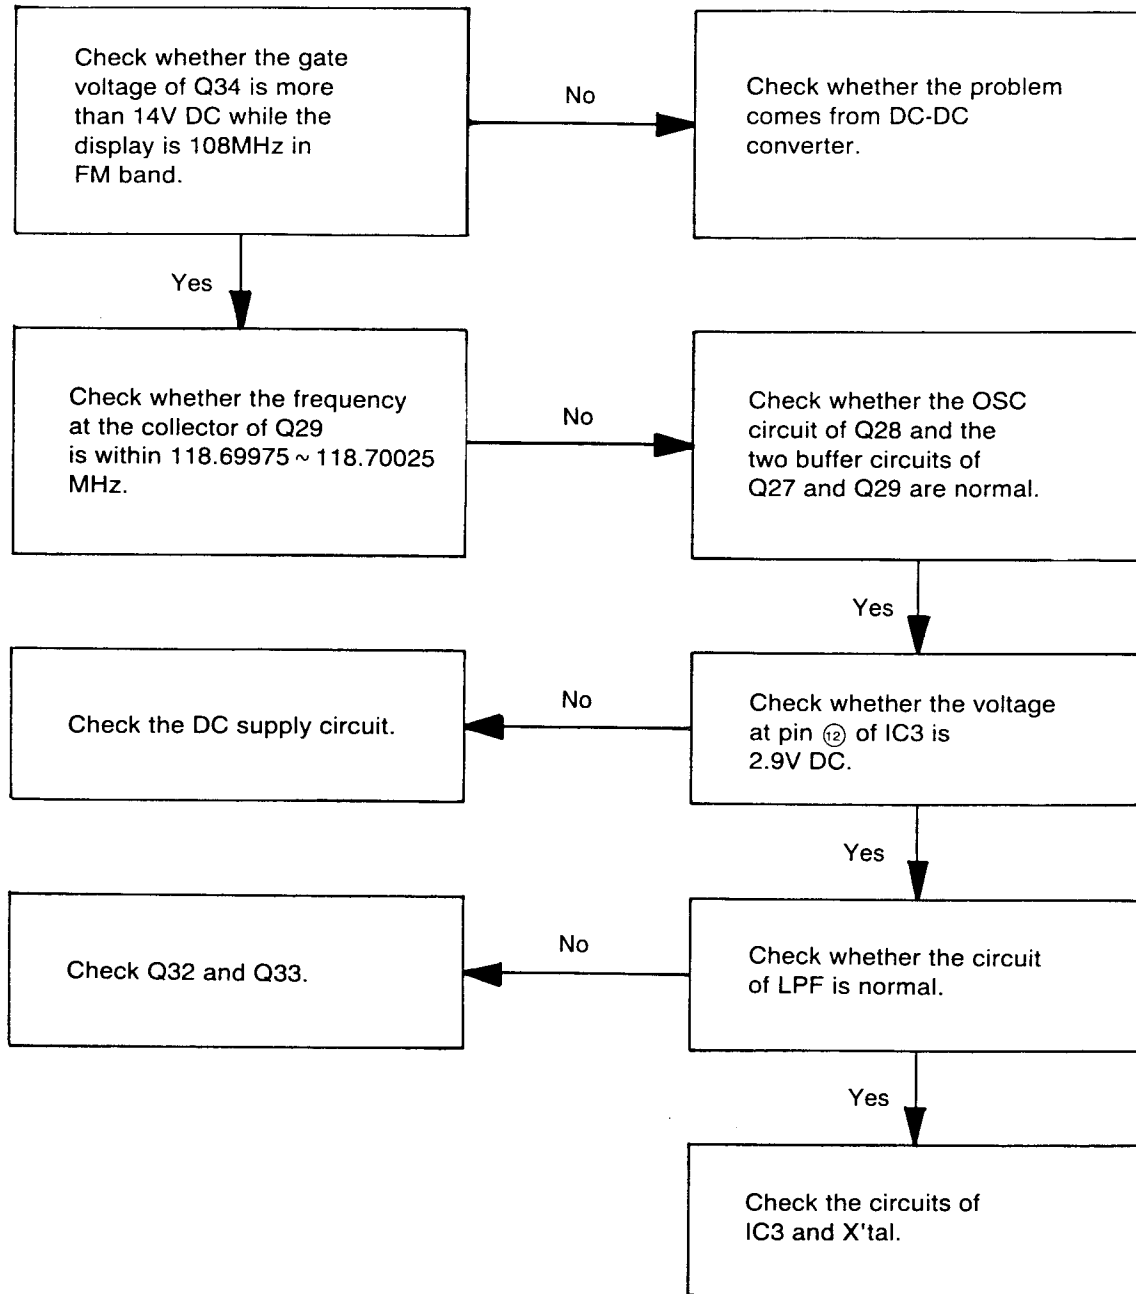 Check whether the gate
voltage of Q34 is more
than 14V DC while the
display is 108MHz in
FM band.
No
Check whether the problem
comes from DC-DC
converter.
Yes
Check whether the frequency
at the collector of Q29
is within 118.69975 ~ 118.70025
MHz.
No
Check whether the OSC
circuit of Q28 and the
two buffer circuits of
Q27 and Q29 are normal.
Yes
Check whether the voltage
at pin ⑫ of IC3 is
2.9V DC.
No
Check the DC supply circuit.
Yes
Check whether the circuit
of LPF is normal.
No
Check Q32 and Q33.
Yes
Check the circuits of
IC3 and X'tal.